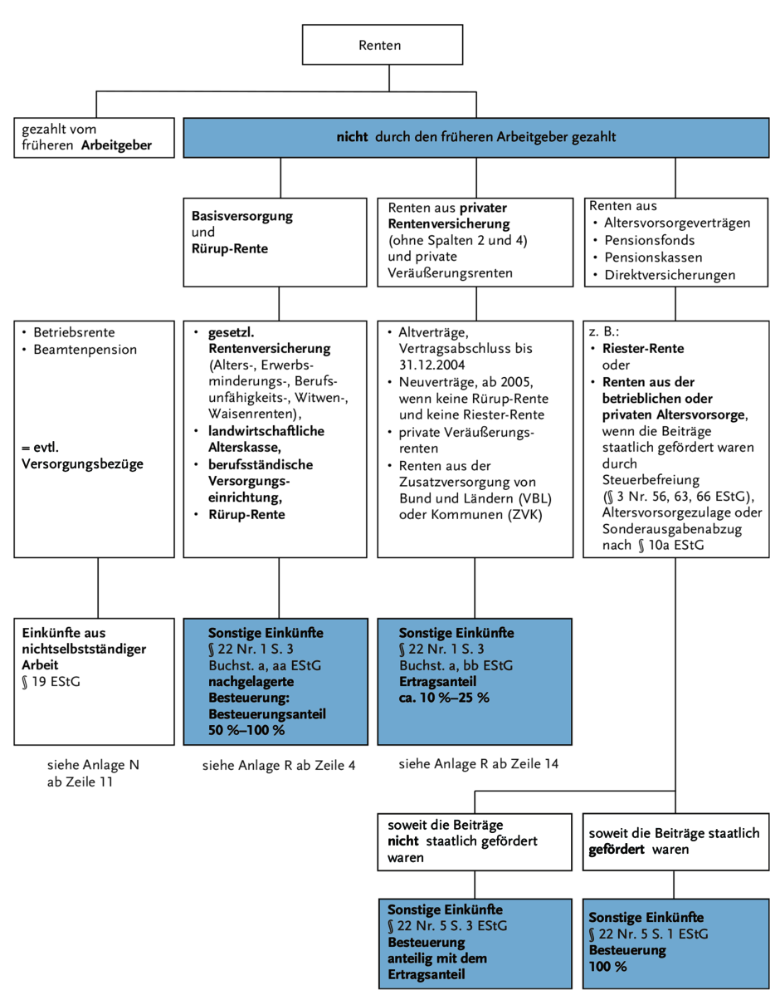 Renten
gezahlt vom
früheren Arbeitgeber
nicht durch den früheren Arbeitgeber gezahlt
Basisversorgung
und
Rürup-Rente
Renten aus privater
Rentenversicherung
(ohne Spalten 2 und 4)
und private
Veräußerungsrenten
Renten aus
• Altersvorsorgeverträgen
• Pensionsfonds
• Pensionskassen
• Direktversicherungen
• Betriebsrente
• Beamtenpension
= evtl.
Versorgungsbezüge
• gesetzl.
Rentenversicherung
(Alters-, Erwerbs-
minderungs-, Berufs-
unfähigkeits-, Witwen-,
Waisenrenten),
• landwirtschaftliche
Alterskasse,
• berufsständische
Versorgungs-
einrichtung,
• Rürup-Rente
• Altverträge,
Vertragsabschluss bis
31.12.2004
• Neuverträge, ab 2005,
wenn keine Rürup-Rente
und keine Riester-Rente
• private Veräußerungs-
renten
• Renten aus der
Zusatzversorgung von
Bund und Ländern (VBL)
oder Kommunen (ZVK)
z. B.:
• Riester-Rente
oder
• Renten aus der
betrieblichen oder
privaten Altersvorsorge,
wenn die Beiträge
staatlich gefördert waren
durch
Steuerbefreiung
(§ 3 Nr. 56, 63, 66 EStG),
Altersvorsorgezulage oder
Sonderausgabenabzug
nach § 10a EStG
Einkünfte aus
nichtselbstständiger
Arbeit
§ 19 EStG
Sonstige Einkünfte
§ 22 Nr. 1 S. 3
Buchst. a, aa EStG
nachgelagerte
Besteuerung:
Besteuerungsanteil
50 %–100 %
Sonstige Einkünfte
§ 22 Nr. 1 S. 3
Buchst. a, bb EStG
Ertragsanteil
ca. 10 %–25 %
siehe Anlage N
ab Zeile 11
siehe Anlage R ab Zeile 4
siehe Anlage R ab Zeile 14
soweit die Beiträge
nicht staatlich gefördert
waren
soweit die Beiträge staatlich
gefördert waren
Sonstige Einkünfte
§ 22 Nr. 5 S. 3 EStG
Besteuerung
anteilig mit dem
Ertragsanteil
Sonstige Einkünfte
§ 22 Nr. 5 S. 1 EStG
Besteuerung
100 %